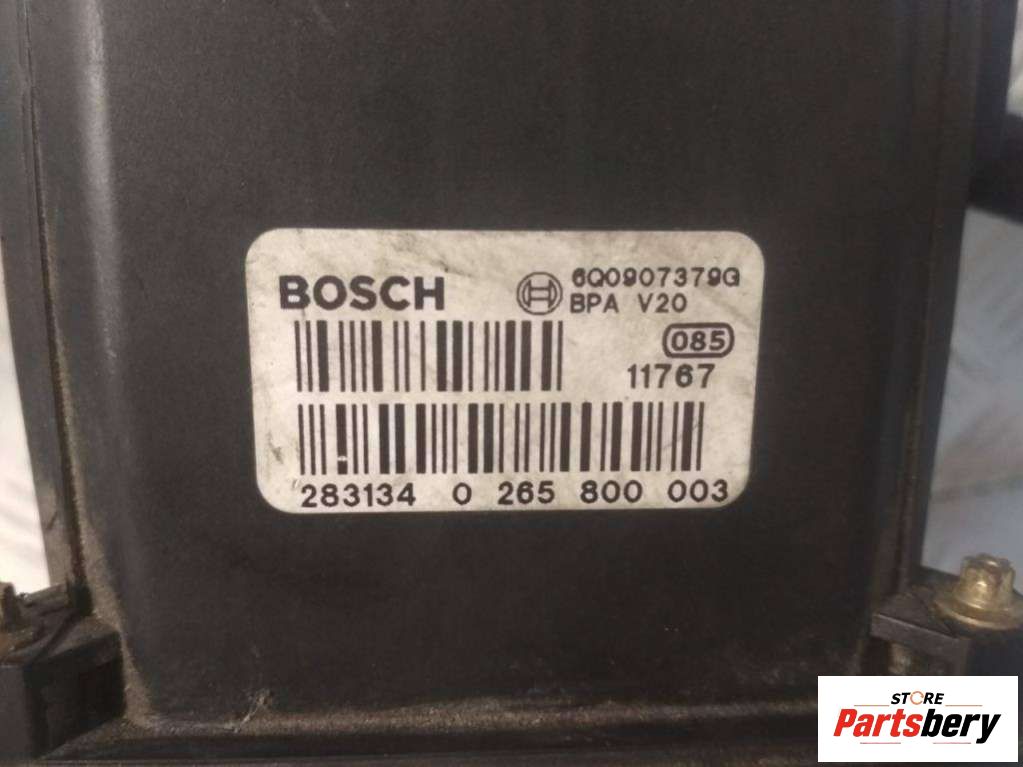 BOSCH
6Q0907379G
BPA V20
085
11767
283134 0 265 800 003
STORE
Partsbery